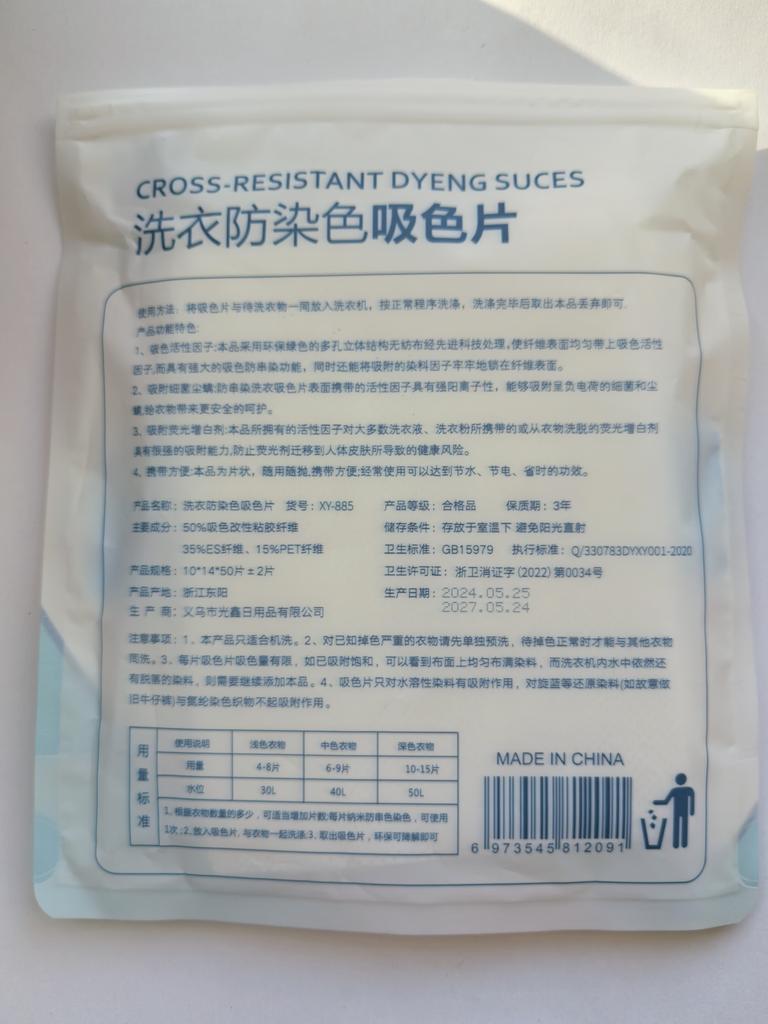 CROSS-RESISTANT DYENG SUCES
洗衣防染色吸色片
使用方法：将吸色片与待洗衣物一同放入洗衣机，按正常程序洗涤，洗涤完毕后取出本品丢弃即可.
产品功能特色:
1、吸色活性因子:本品采用环保绿色的多孔立体结构无纺布经先进科技处理,使纤维表面均匀带上吸色活性
因子,而具有强大的吸色防串染功能，同时还能将吸附的染料因子牢牢地锁在纤维表面。
2、吸附细菌尘螨:防串染洗衣吸色片表面携带的活性因子具有强阳离子性，能够吸附呈负电荷的细菌和尘
螨,给衣物带来更安全的呵护。
3、吸附荧光增白剂:本品所拥有的活性因子对大多数洗衣液、洗衣粉所携带的或从衣物洗脱的荧光增白剂
具有很强的吸附能力,防止荧光剂迁移到人体皮肤所导致的健康风险。
4、携带方便:本品为片状，随用随抛,携带方便;经常使用可以达到节水、节电、省时的功效。
产品名称：洗衣防染色吸色片 货号：XY-885 产品等级：合格品 保质期：3年
主要成分：50%吸色改性粘胶纤维 储存条件：存放于室温下 避免阳光直射
35%ES纤维、15%PET纤维 卫生标准：GB15979 执行标准：Q/330783DYXY001-2020
产品规格：10*14*50片±2片 卫生许可证：浙卫消证字(2022)第0034号
产品产地：浙江东阳 生产日期：2024.05.25
生 产 商：义乌市光鑫日用品有限公司 2027.05.24
注意事项：1、本产品只适合机洗。2、对已知掉色严重的衣物请先单独预洗，待掉色正常时才能与其他衣物
同洗。3、每片吸色片吸色量有限，如已吸附饱和，可以看到布面上均匀布满染料，而洗衣机内水中依然还
有脱落的染料，则需要继续添加本品。4、吸色片只对水溶性染料有吸附作用，对旋蓝等还原染料(如故意做
旧牛仔裤)与氨纶染色织物不起吸附作用。
用量标准
使用说明 浅色衣物 中色衣物 深色衣物
用量 4-8片 6-9片 10-15片
水位 30L 40L 50L
1、根据衣物数量的多少，可适当增加片数;每片纳米防串色染色，可使用
1次;2、放入吸色片,与衣物一起洗涤;3、取出吸色片，环保可降解即可
MADE IN CHINA
6 973545 812091